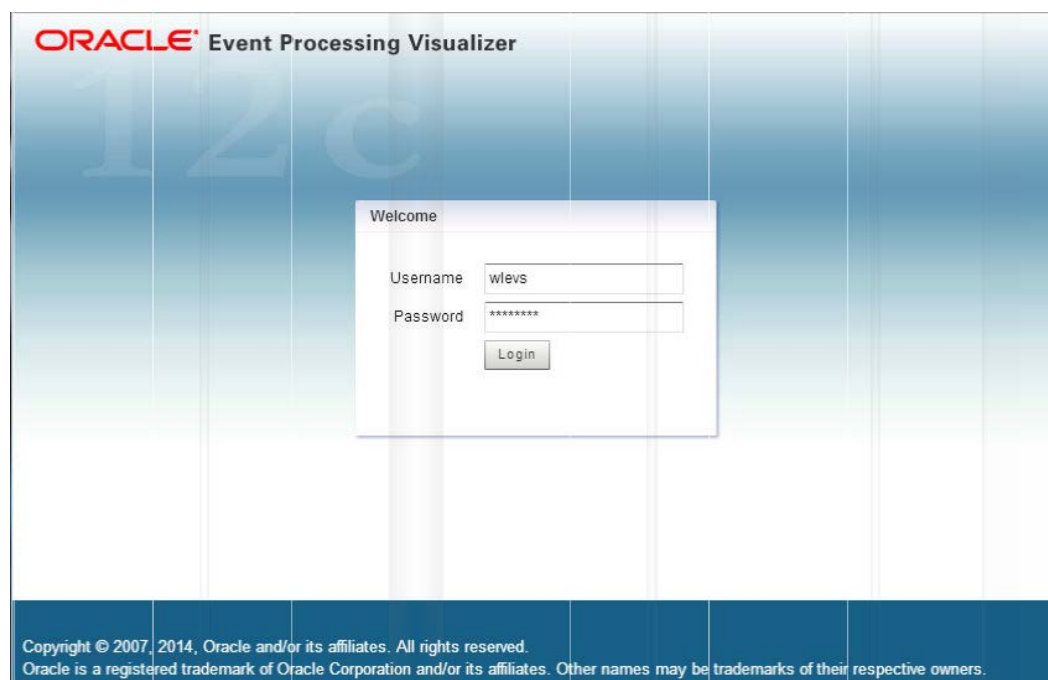 ORACLE Event Processing Visualizer
12c
Welcome
Username wlevs
Password ********
Login
Copyright © 2007, 2014, Oracle and/or its affiliates. All rights reserved.
Oracle is a registered trademark of Oracle Corporation and/or its affiliates. Other names may be trademarks of their respective owners.